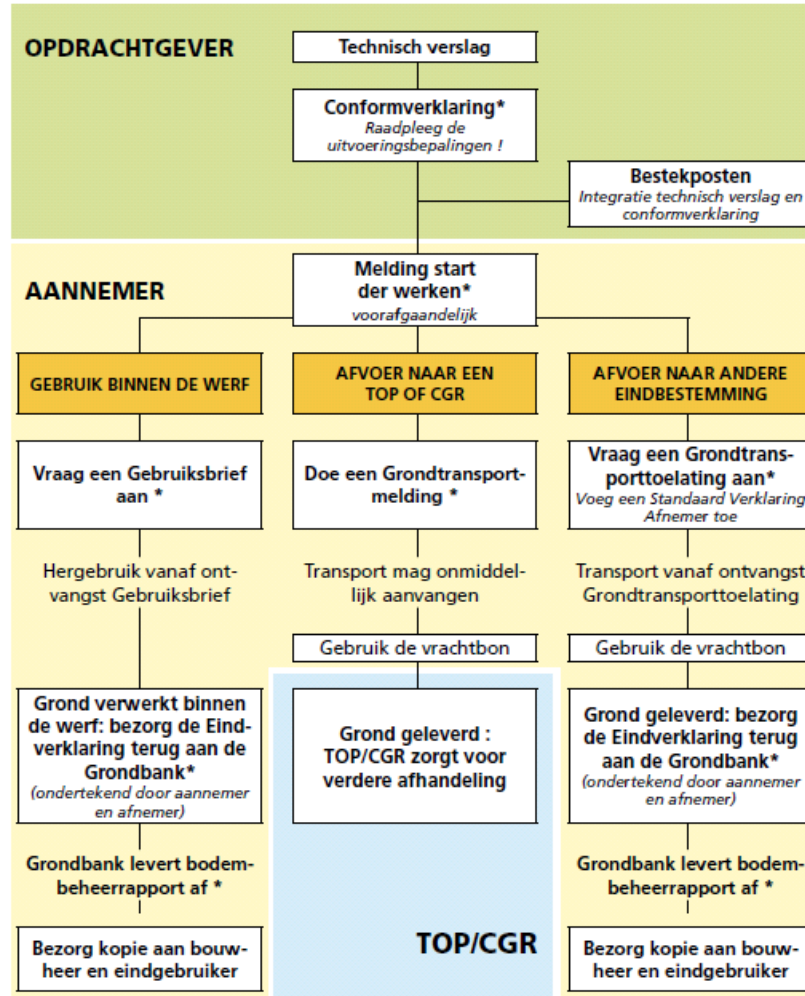 OPDRACHTGEVER
Technisch verslag
Conformverklaring*
Raadpleeg de
uitvoeringsbepalingen !
Bestekposten
Integratie technisch verslag en
conformverklaring
AANNEMER
Melding start
der werken*
voorafgaandelijk
GEBRUIK BINNEN DE WERF
AFVOER NAAR EEN
TOP OF CGR
AFVOER NAAR ANDERE
EINDBESTEMMING
Vraag een Gebruiksbrief
aan *
Doe een Grondtransport-
melding *
Vraag een Grondtrans-
porttoelating aan*
Voeg een Standaard Verklaring
Afnemer toe
Hergebruik vanaf ont-
vangst Gebruiksbrief
Transport mag onmiddel-
lijk aanvangen
Transport vanaf ontvangst
Grondtransporttoelating
Gebruik de vrachtbon
Gebruik de vrachtbon
Grond verwerkt binnen
de werf: bezorg de Eind-
verklaring terug aan de
Grondbank*
(ondertekend door aannemer
en afnemer)
Grond geleverd :
TOP/CGR zorgt voor
verdere afhandeling
Grond geleverd: bezorg
de Eindverklaring terug
aan de Grondbank*
(ondertekend door aannemer
en afnemer)
Grondbank levert bodem-
beheerrapport af *
Grondbank levert bodem-
beheerrapport af *
Bezorg kopie aan bouw-
heer en eindgebruiker
TOP/CGR
Bezorg kopie aan bouw-
heer en eindgebruiker